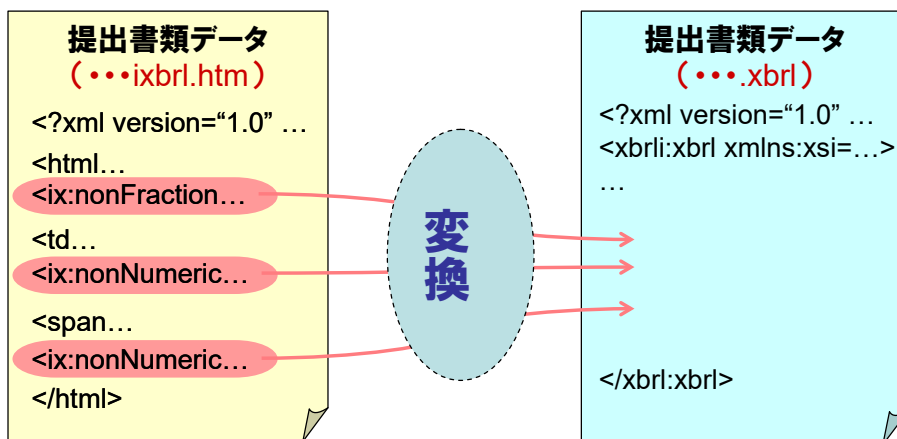 提出書類データ
（・・・ixbrl.htm）
<?xml version=“1.0” …
<html…
<ix:nonFraction…
<td…
<ix:nonNumeric…
<span…
<ix:nonNumeric…
</html>
変換
提出書類データ
（・・・.xbrl）
<?xml version=“1.0” …
<xbrli:xbrl xmlns:xsi=…>
…
</xbrl:xbrl>